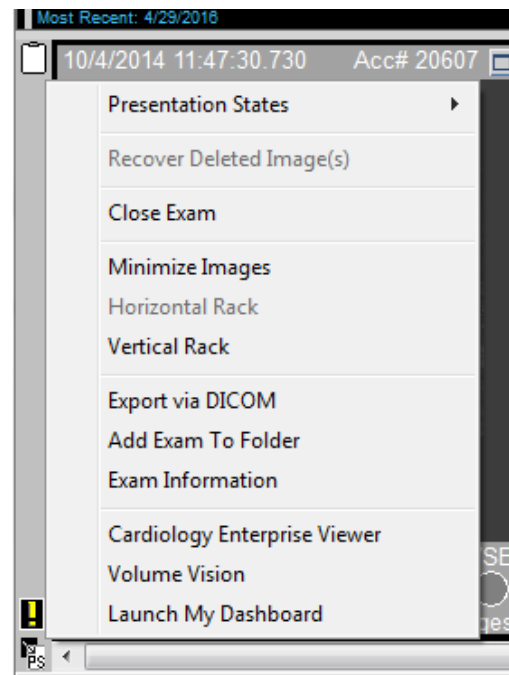 Most Recent: 4/29/2016
10/4/2014 11:47:30.730 Acc# 20607
Presentation States
Recover Deleted Image(s)
Close Exam
Minimize Images
Horizontal Rack
Vertical Rack
Export via DICOM
Add Exam To Folder
Exam Information
Cardiology Enterprise Viewer
Volume Vision
Launch My Dashboard
PS